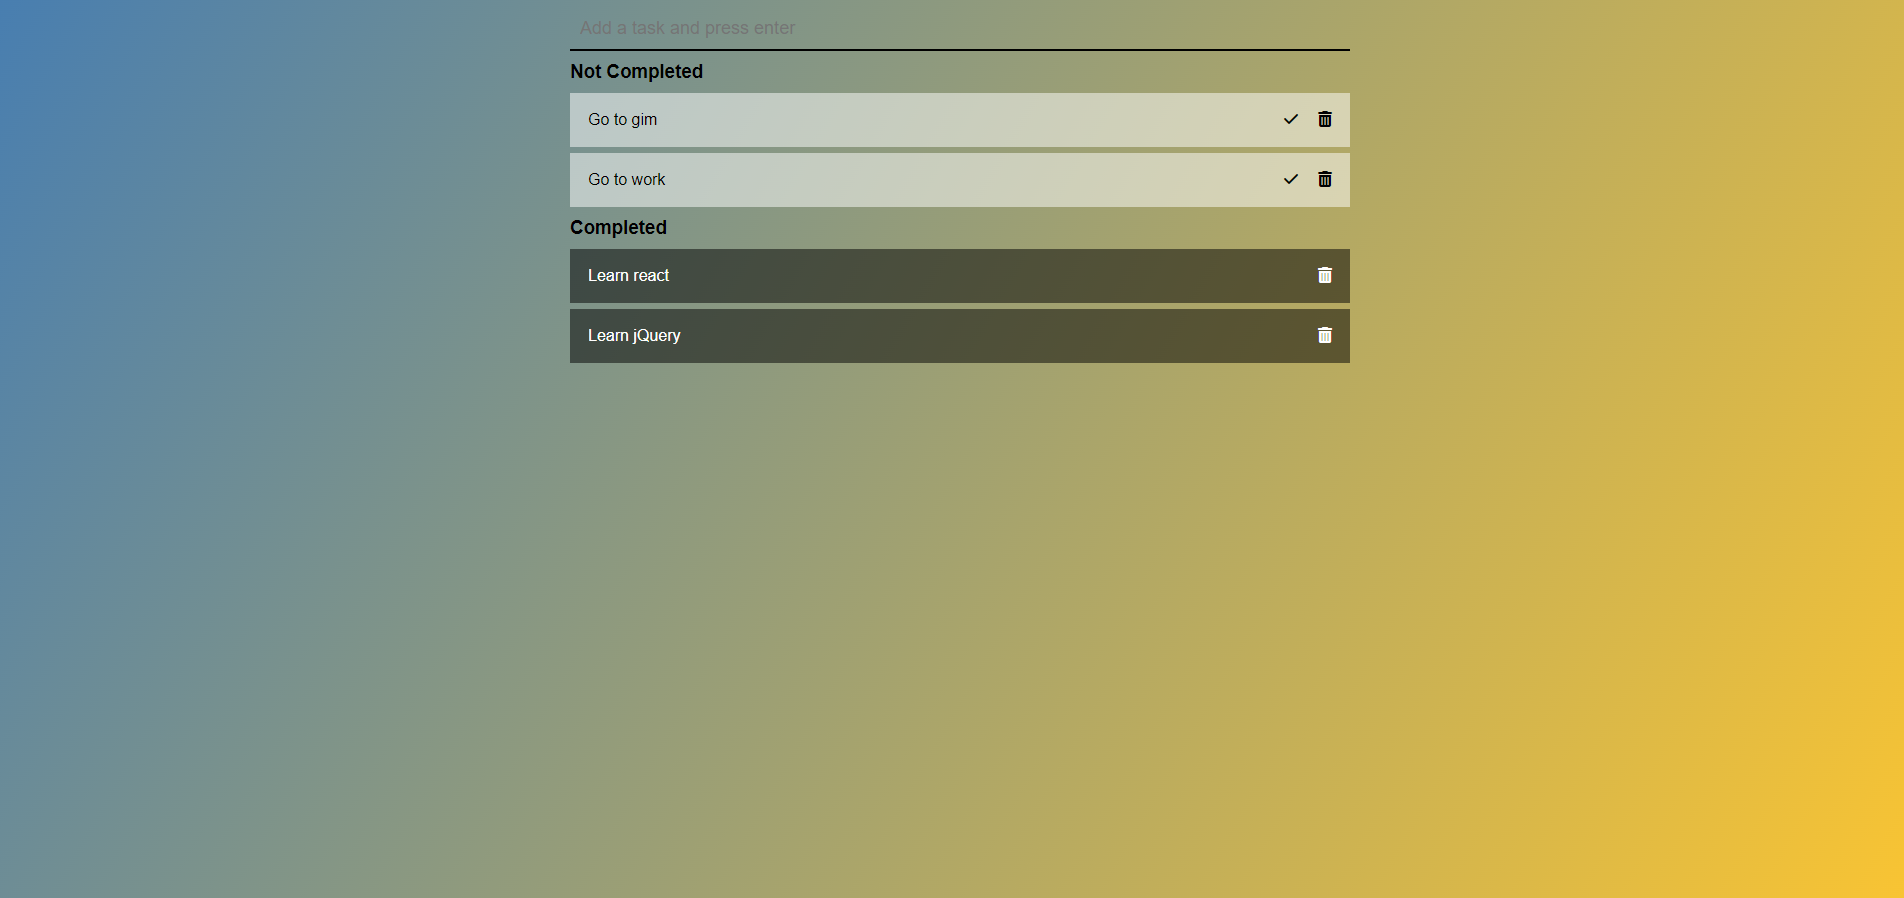 Add a task and press enter
Not Completed
Go to gim
Go to work
Completed
Learn react
Learn jQuery